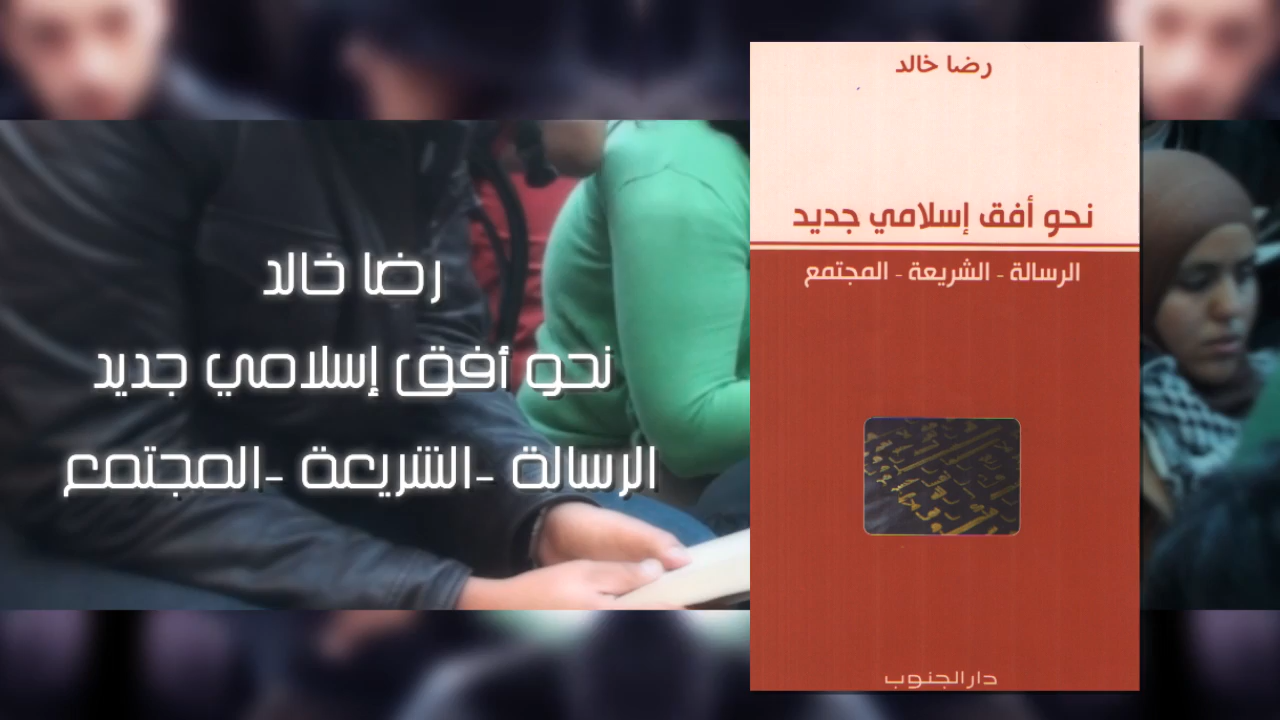 رضا خالد
نحو أفق إسلامي جديد
الرسالة -الشريعة -المجتمع
رضا خالد
نحو أفق إسلامي جديد
الرسالة - الشريعة - المجتمع
دار الجنوب